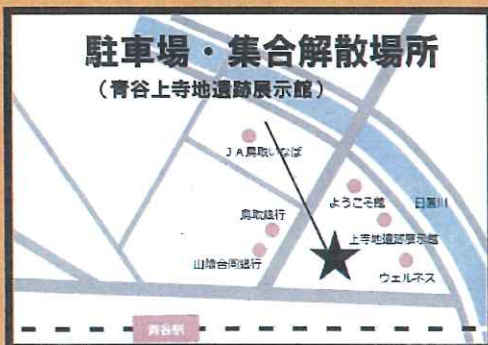 駐車場・集合解散場所
（青谷上寺地遺跡展示館）
ＪＡ鳥取いなば
ようこそ館
日置川
鳥取銀行
上寺地遺跡展示館
山陰合同銀行
ウェルネス
青谷駅